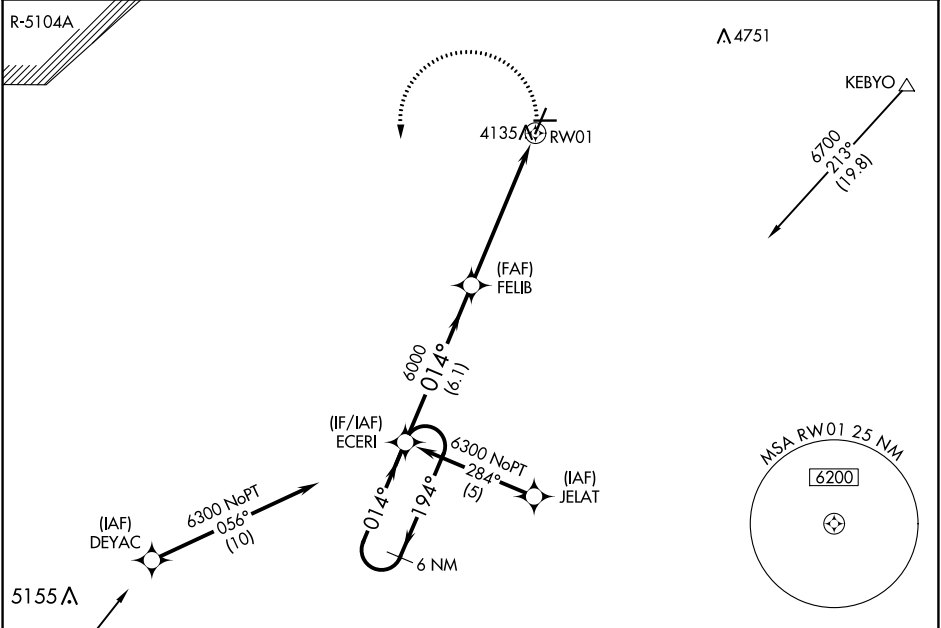 R-5104A
4751
KEBYO
4135
RW01
6700
213°
(19.8)
(FAF)
FELIB
6000
014°
(6.1)
(IF/IAF)
ECERI
6300 NoPT
284°
(5)
(IAF)
JELAT
MSA RW01 25 NM
6200
014°
194°
6 NM
6300 NoPT
056°
(10)
(IAF)
DEYAC
5155